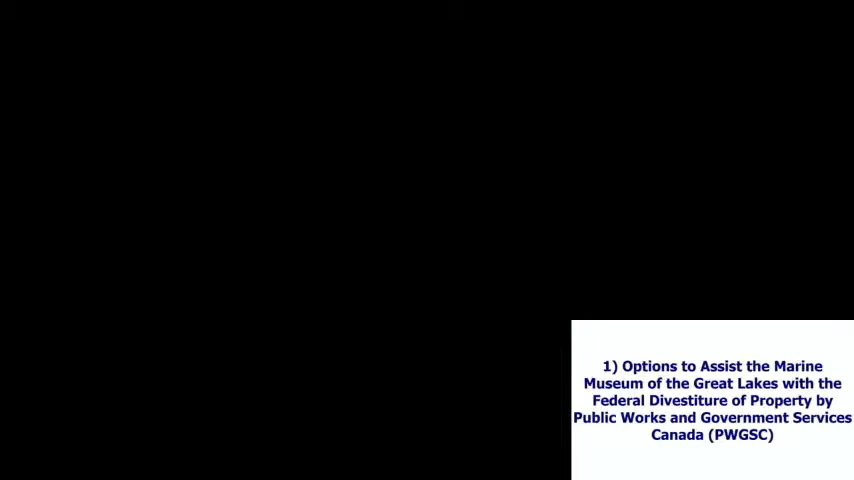 1) Options to Assist the Marine
Museum of the Great Lakes with the
Federal Divestiture of Property by
Public Works and Government Services
Canada (PWGSC)